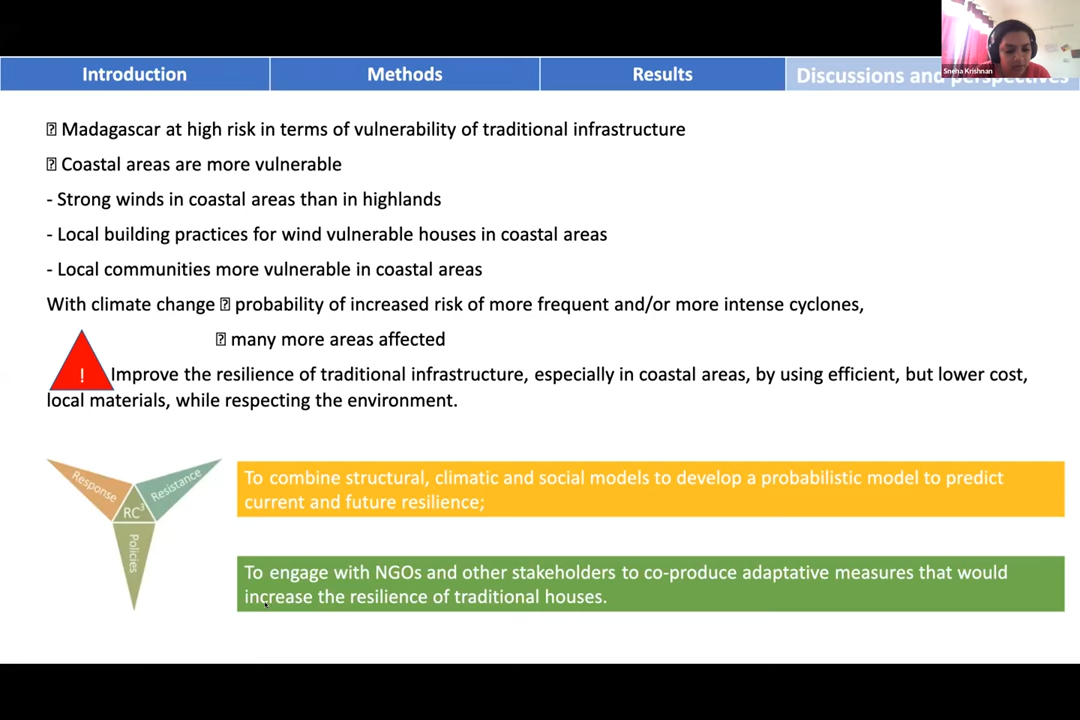 Introduction
Methods
Results
Discussions and perspectives
Sneha Krishnan
Madagascar at high risk in terms of vulnerability of traditional infrastructure
Coastal areas are more vulnerable
- Strong winds in coastal areas than in highlands
- Local building practices for wind vulnerable houses in coastal areas
- Local communities more vulnerable in coastal areas
With climate change probability of increased risk of more frequent and/or more intense cyclones,
many more areas affected
! Improve the resilience of traditional infrastructure, especially in coastal areas, by using efficient, but lower cost,
local materials, while respecting the environment.
Response
Resistance
RC³
Policies
To combine structural, climatic and social models to develop a probabilistic model to predict
current and future resilience;
To engage with NGOs and other stakeholders to co-produce adaptative measures that would
increase the resilience of traditional houses.